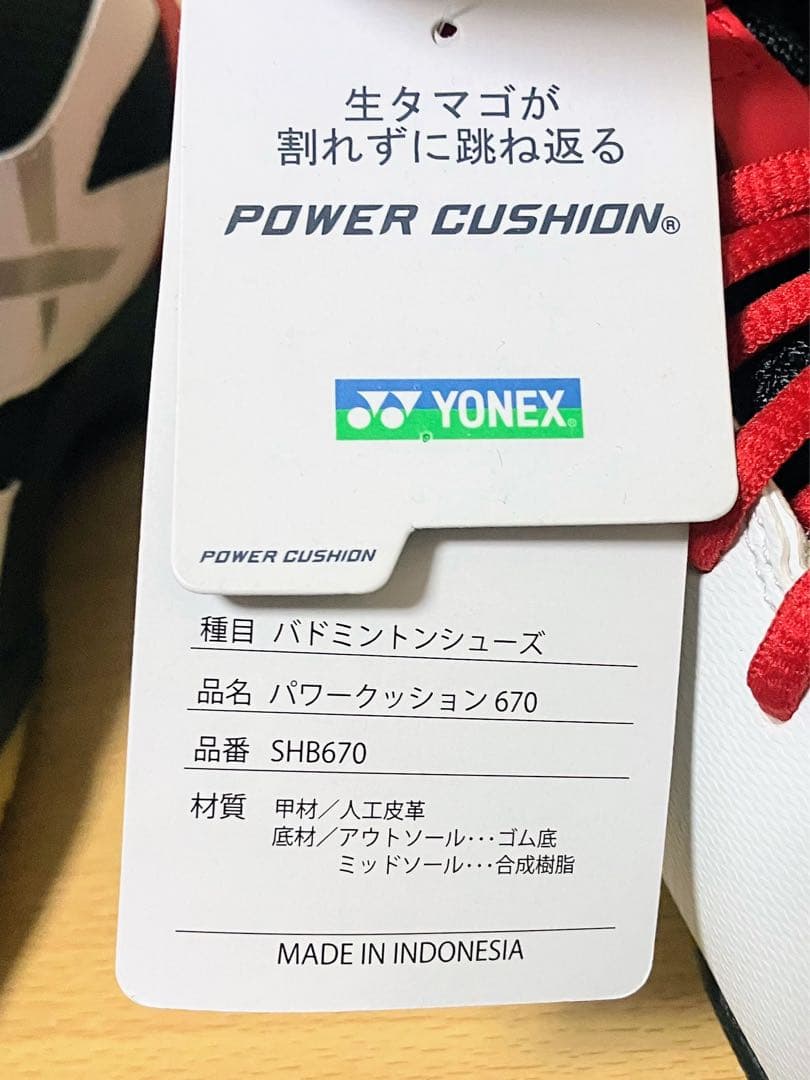 生タマゴが
割れずに跳ね返る
POWER CUSHION®
YONEX®
POWER CUSHION
種目 バドミントンシューズ
品名 パワークッション670
品番 SHB670
材質 甲材／人工皮革
底材／アウトソール･･･ゴム底
ミッドソール･･･合成樹脂
MADE IN INDONESIA